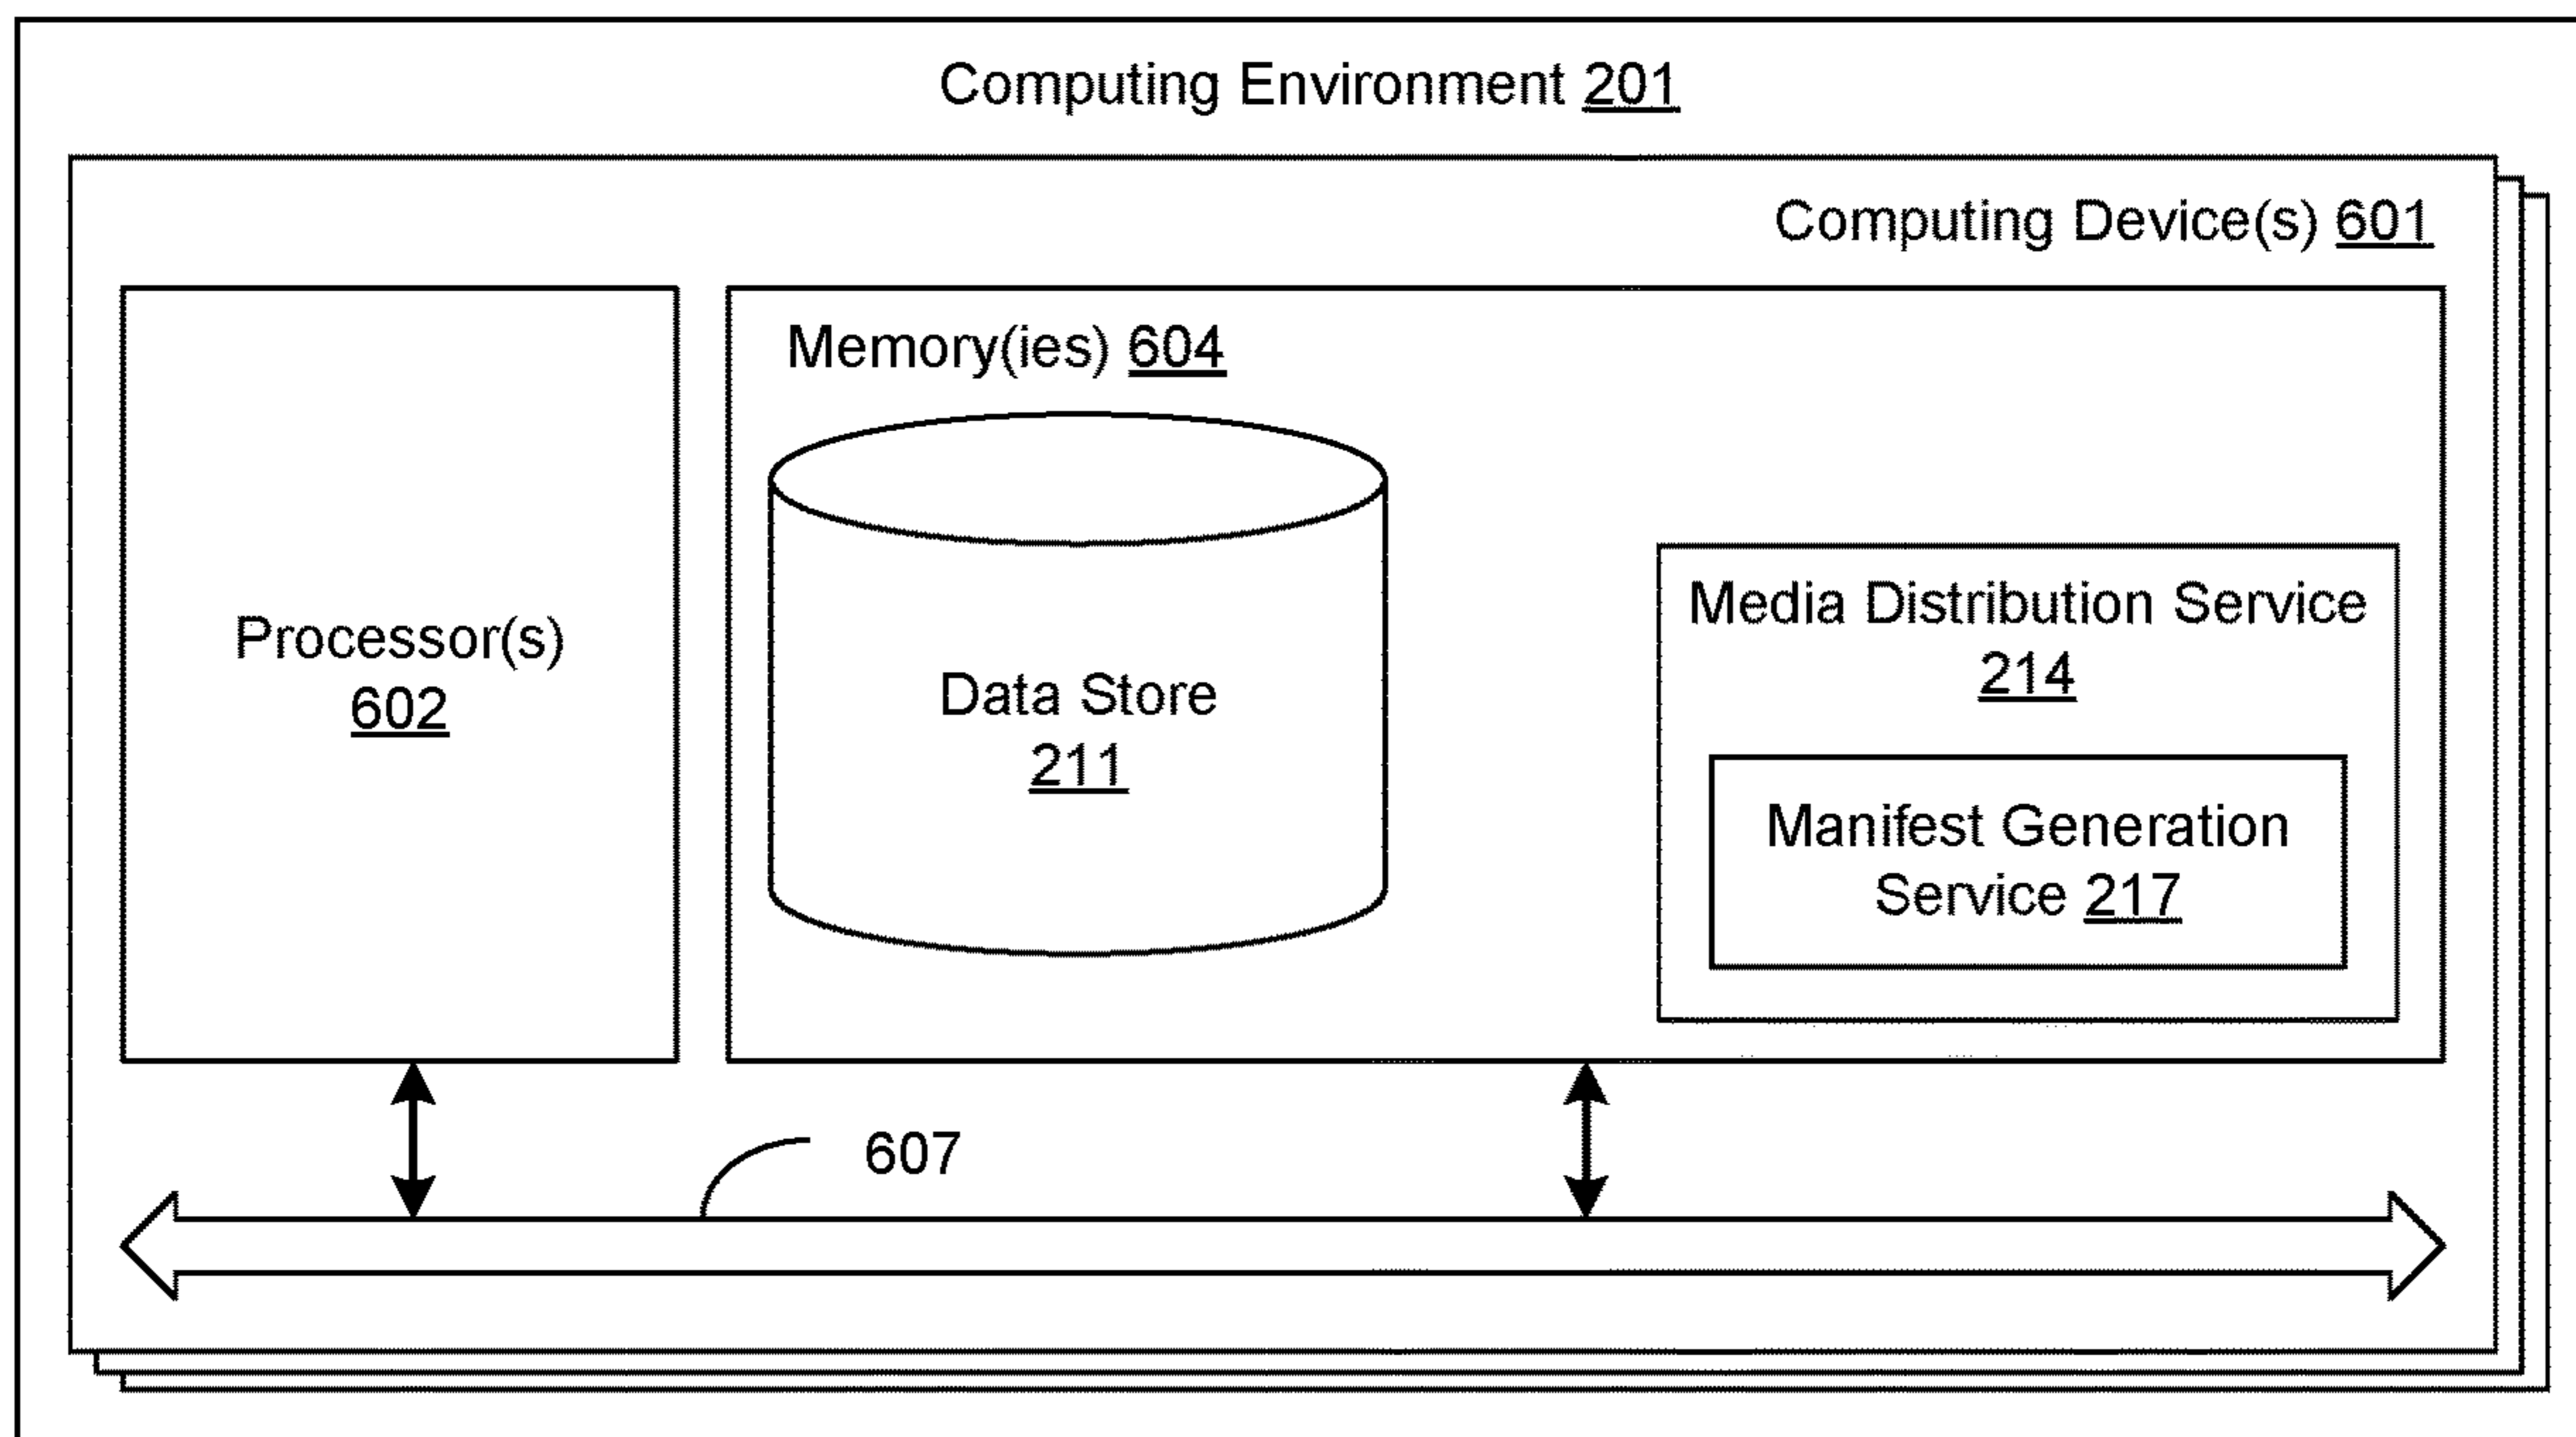 Computing Environment 201
Computing Device(s) 601
Processor(s)
602
Memory(ies) 604
Data Store
211
Media Distribution Service
214
Manifest Generation
Service 217
607